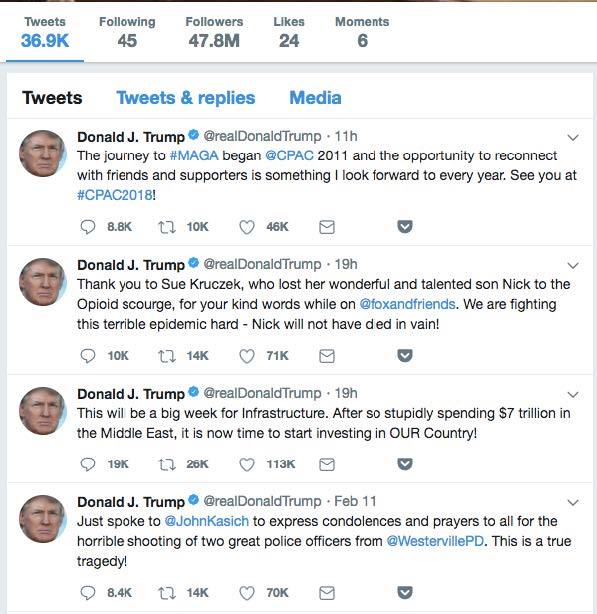 Tweets Following Followers Likes Moments
36.9K 45 47.8M 24 6
Tweets Tweets & replies Media
Donald J. Trump @realDonaldTrump · 11h
The journey to #MAGA began @CPAC 2011 and the opportunity to reconnect
with friends and supporters is something I look forward to every year. See you at
#CPAC2018!
8.8K 10K 46K
Donald J. Trump @realDonaldTrump · 19h
Thank you to Sue Kruczek, who lost her wonderful and talented son Nick to the
Opioid scourge, for your kind words while on @foxandfriends. We are fighting
this terrible epidemic hard - Nick will not have died in vain!
10K 14K 71K
Donald J. Trump @realDonaldTrump · 19h
This will be a big week for Infrastructure. After so stupidly spending $7 trillion in
the Middle East, it is now time to start investing in OUR Country!
19K 26K 113K
Donald J. Trump @realDonaldTrump · Feb 11
Just spoke to @JohnKasich to express condolences and prayers to all for the
horrible shooting of two great police officers from @WestervillePD. This is a true
tragedy!
8.4K 14K 70K